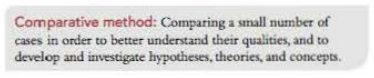 Comparative method: Comparing a small number of
cases in order to better understand their qualities, and to
develop and investigate hypotheses, theories, and concepts.